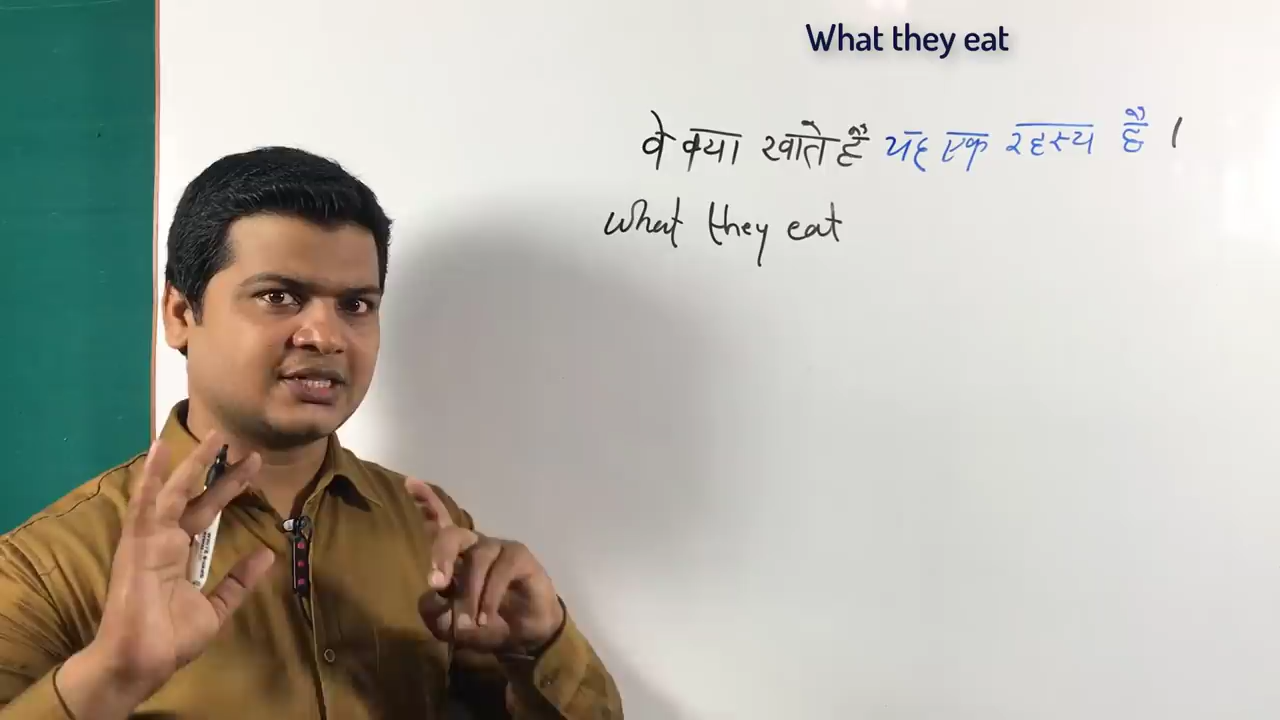 What they eat
वे क्या खाते हैं यह एक रहस्य है ।
what they eat